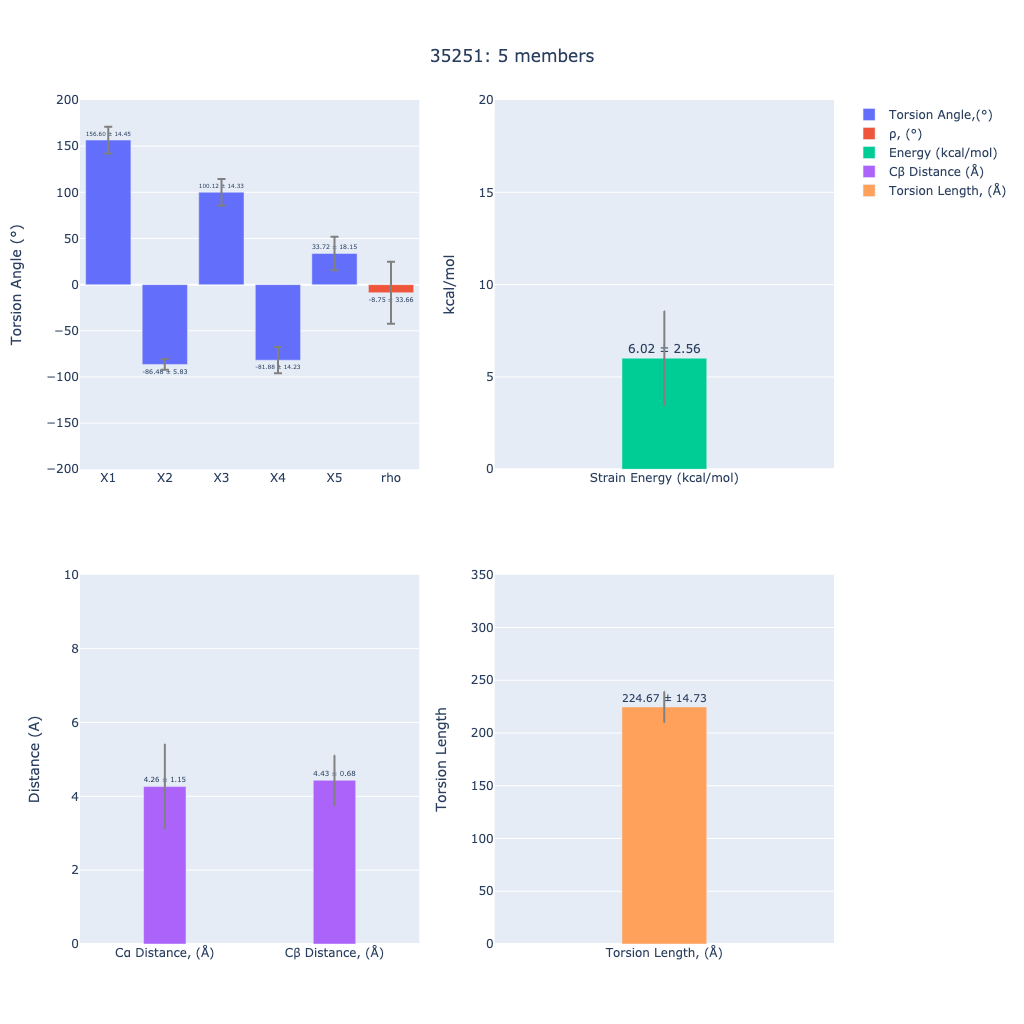 35251: 5 members
Torsion Angle (°)
200
150
100
50
0
−50
−100
−150
−200
156.60 ± 14.45
-86.48 ± 5.83
100.12 ± 14.33
-81.88 ± 14.23
33.72 ± 18.15
-8.75 ± 33.66
X1 X2 X3 X4 X5 rho
kcal/mol
20
15
10
5
0
6.02 ± 2.56
Strain Energy (kcal/mol)
Torsion Angle,(°)
ρ, (°)
Energy (kcal/mol)
Cβ Distance (Å)
Torsion Length, (Å)
Distance (A)
10
8
6
4
2
0
4.26 ± 1.15
4.43 ± 0.68
Cα Distance, (Å) Cβ Distance, (Å)
Torsion Length
350
300
250
200
150
100
50
0
224.67 ± 14.73
Torsion Length, (Å)